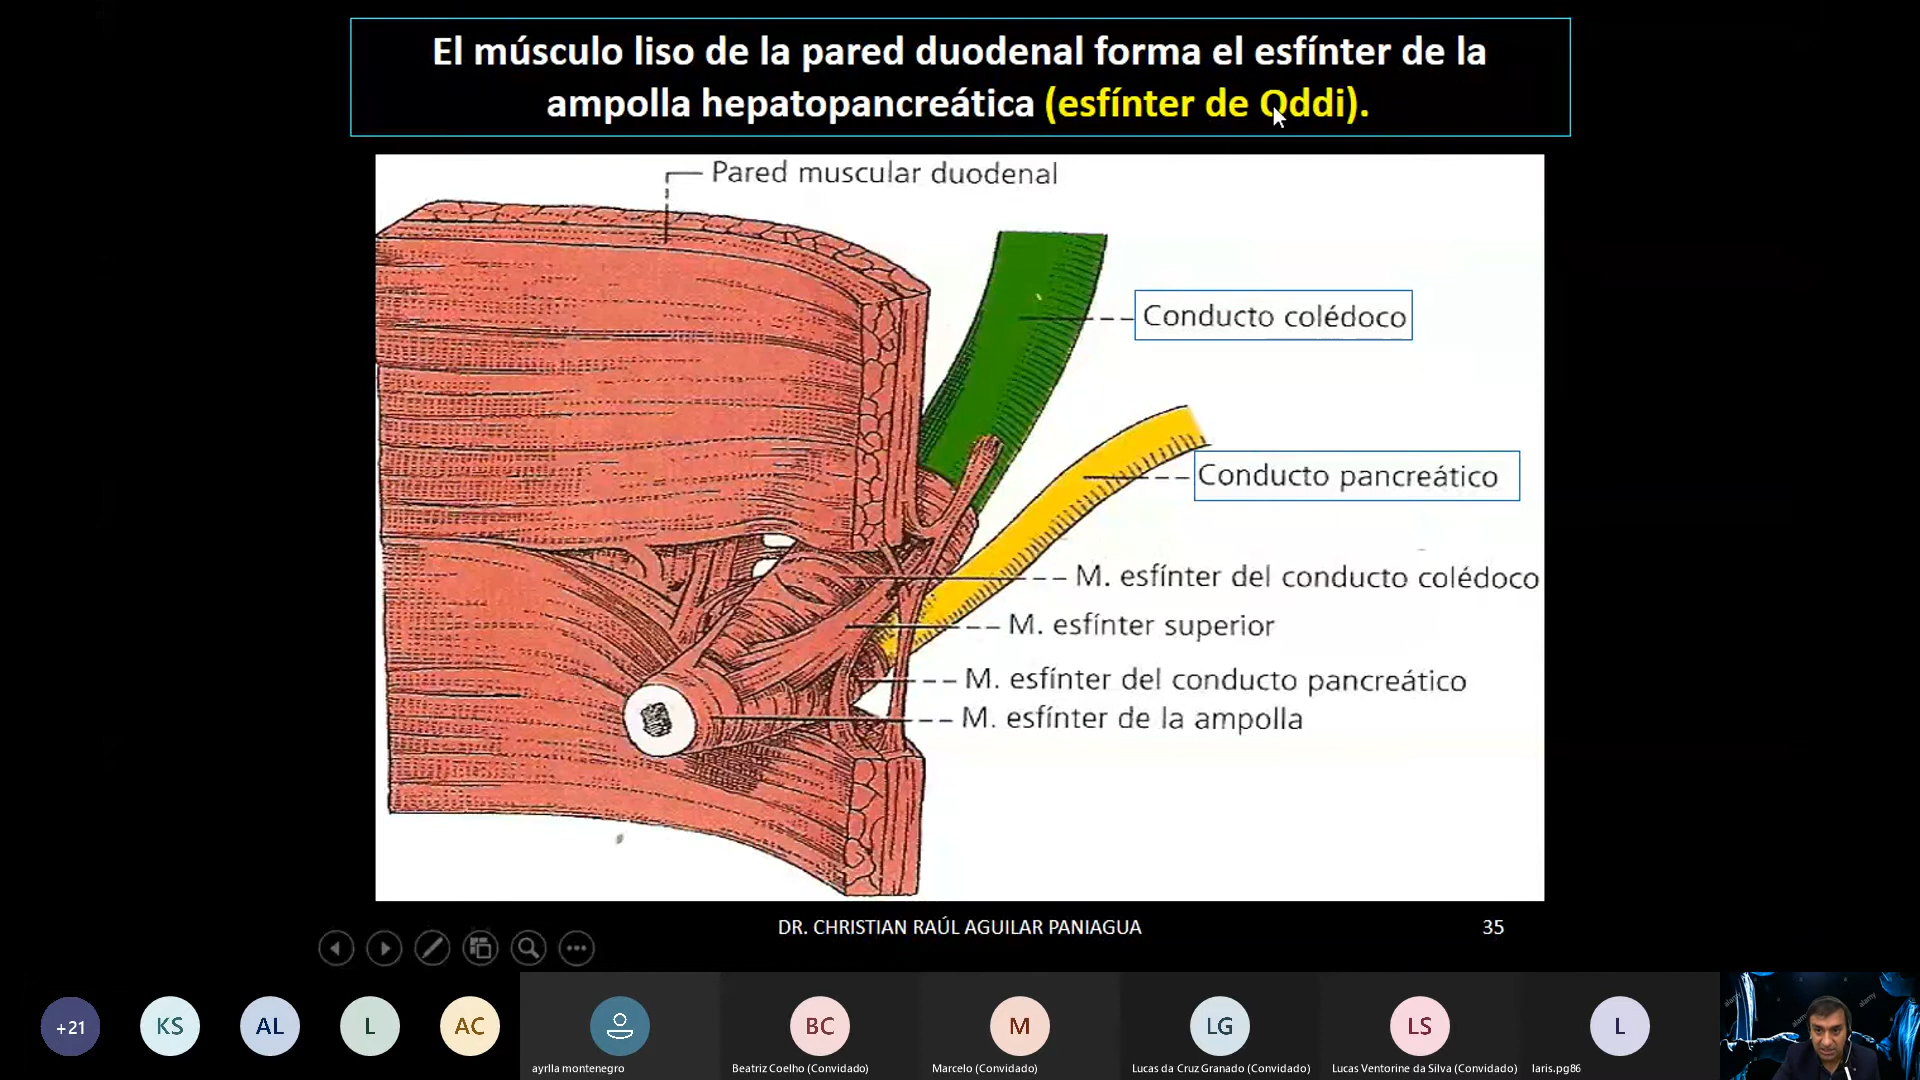 El músculo liso de la pared duodenal forma el esfínter de la
ampolla hepatopancreática (esfínter de Oddi).
Pared muscular duodenal
Conducto colédoco
Conducto pancreático
M. esfínter del conducto colédoco
M. esfínter superior
M. esfínter del conducto pancreático
M. esfínter de la ampolla
DR. CHRISTIAN RAÚL AGUILAR PANIAGUA
35
+21
KS
AL
L
AC
BC
M
LG
LS
L
ayrlla montenegro
Beatriz Coelho (Convidado)
Marcelo (Convidado)
Lucas da Cruz Granado (Convidado)
Lucas Ventorine da Silva (Convidado)
laris.pg86
alamy
alamy
alamy